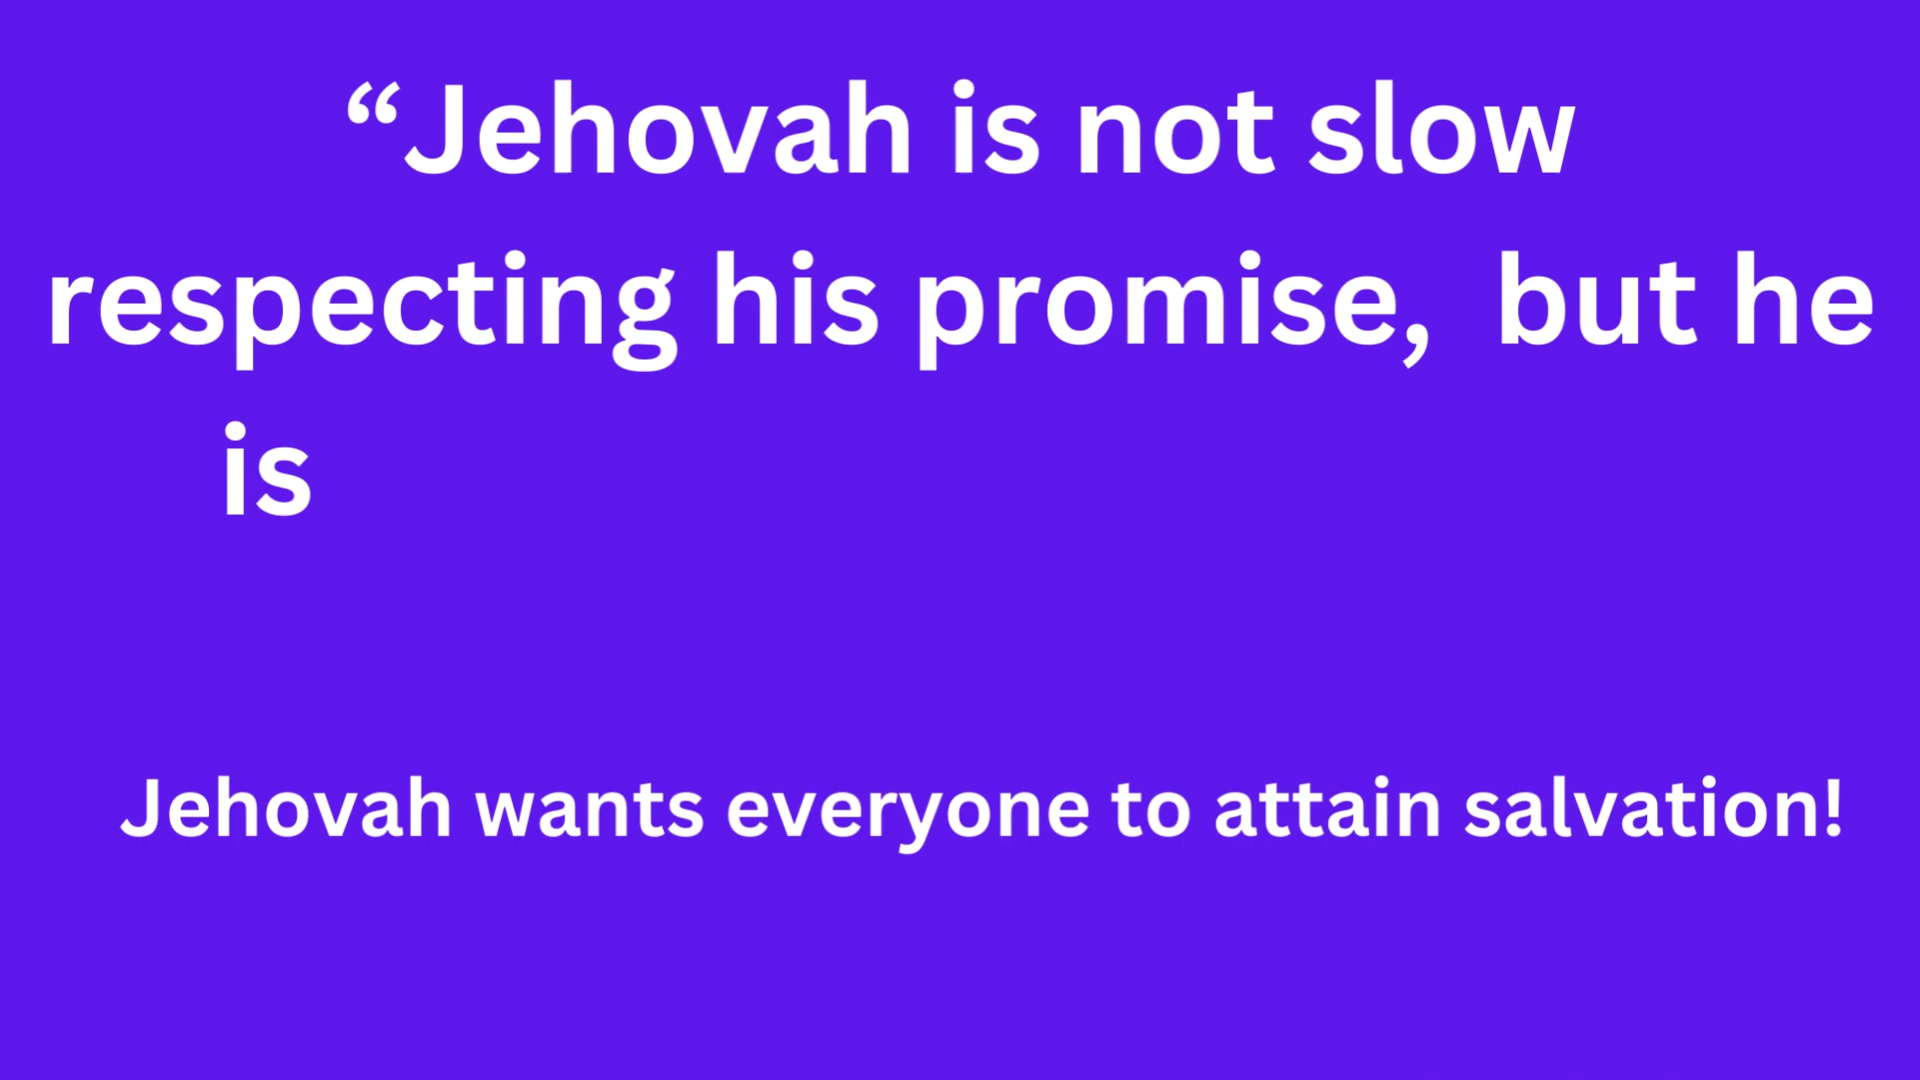 “Jehovah is not slow
respecting his promise,  but he
is
Jehovah wants everyone to attain salvation!